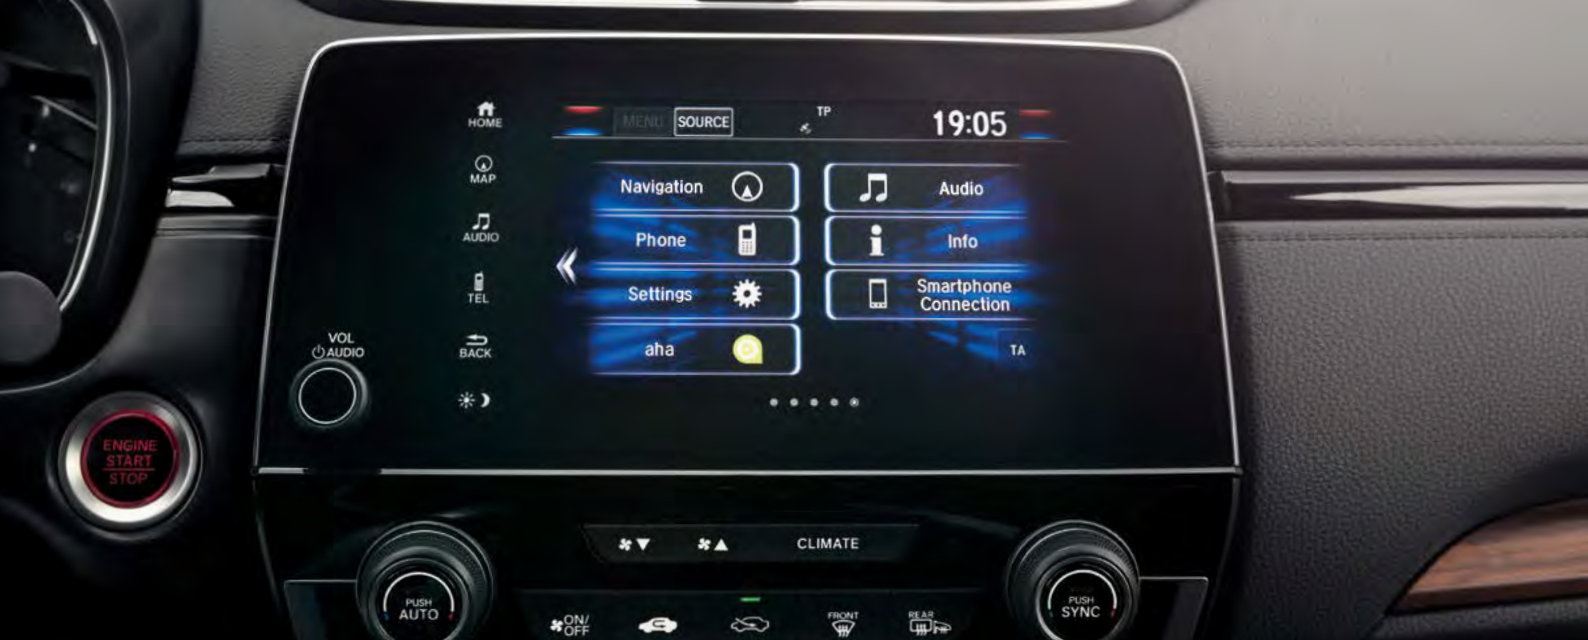 HOME
MAP
AUDIO
TEL
BACK
VOL
AUDIO
MENU
SOURCE
TP
19:05
Navigation
Audio
Phone
Info
Settings
Smartphone
Connection
aha
TA
ENGINE
START
STOP
CLIMATE
PUSH
AUTO
ON/
OFF
FRONT
REAR
PUSH
SYNC